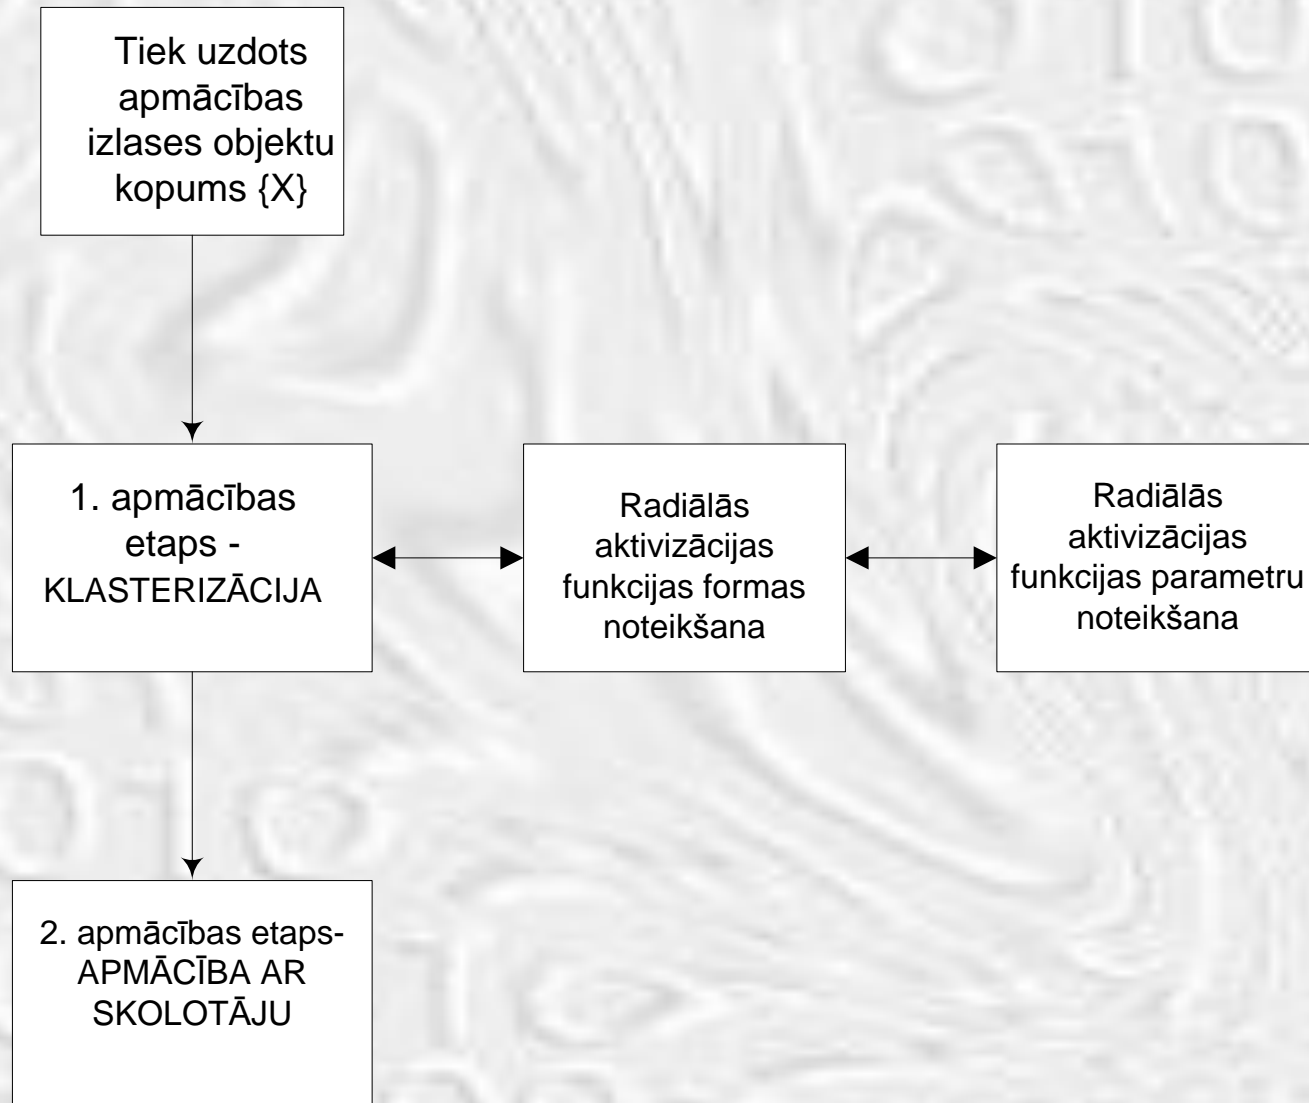 Tiek uzdots
apmācības
izlases objektu
kopums {X}
1. apmācības
etaps -
KLASTERIZĀCIJA
Radiālās
aktivizācijas
funkcijas formas
noteikšana
Radiālās
aktivizācijas
funkcijas parametru
noteikšana
2. apmācības etaps-
APMĀCĪBA AR
SKOLOTĀJU